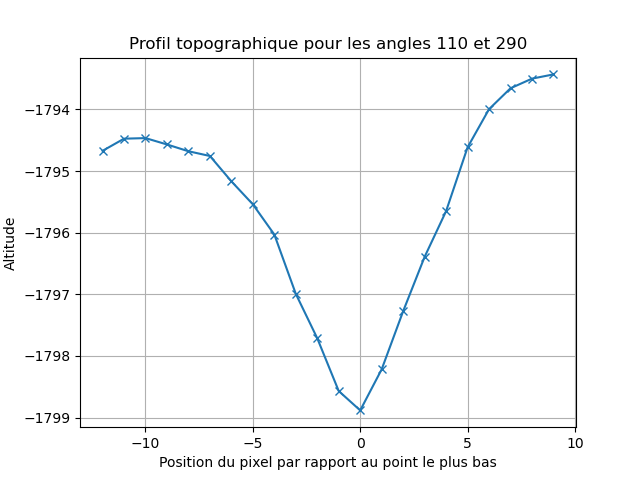 Profil topographique pour les angles 110 et 290
−1794
−1795
−1796
−1797
−1798
−1799
Altitude
−10 −5 0 5 10
Position du pixel par rapport au point le plus bas